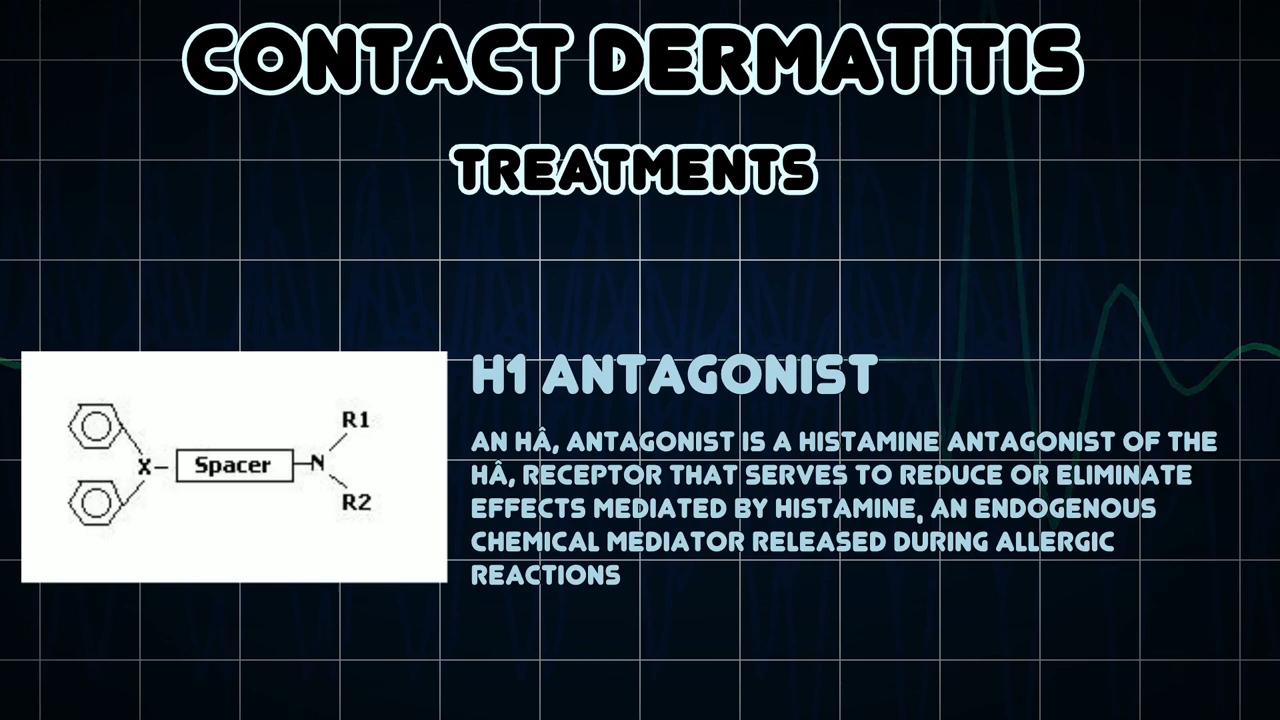 CONTACT DERMATITIS
TREATMENTS
H1 ANTAGONIST
AN HÂ, ANTAGONIST IS A HISTAMINE ANTAGONIST OF THE
HÂ, RECEPTOR THAT SERVES TO REDUCE OR ELIMINATE
EFFECTS MEDIATED BY HISTAMINE, AN ENDOGENOUS
CHEMICAL MEDIATOR RELEASED DURING ALLERGIC
REACTIONS
R1
X
Spacer
N
R2